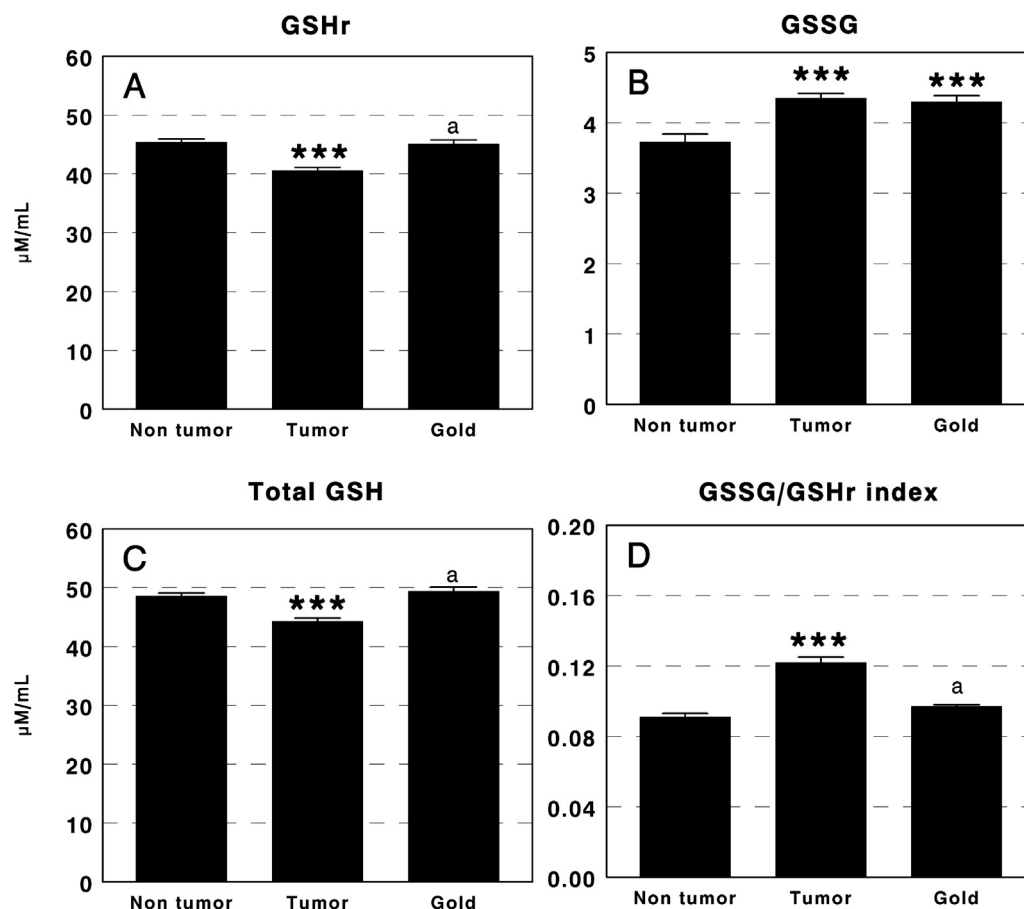 GSHr
60
50
40
30
20
10
0
µM/mL
A
***
a
Non tumor Tumor Gold
GSSG
5
4
3
2
1
0
B
***
***
Non tumor Tumor Gold
Total GSH
60
50
40
30
20
10
0
µM/mL
C
***
a
Non tumor Tumor Gold
GSSG/GSHr index
0.20
0.16
0.12
0.08
0.04
0.00
D
***
a
Non tumor Tumor Gold